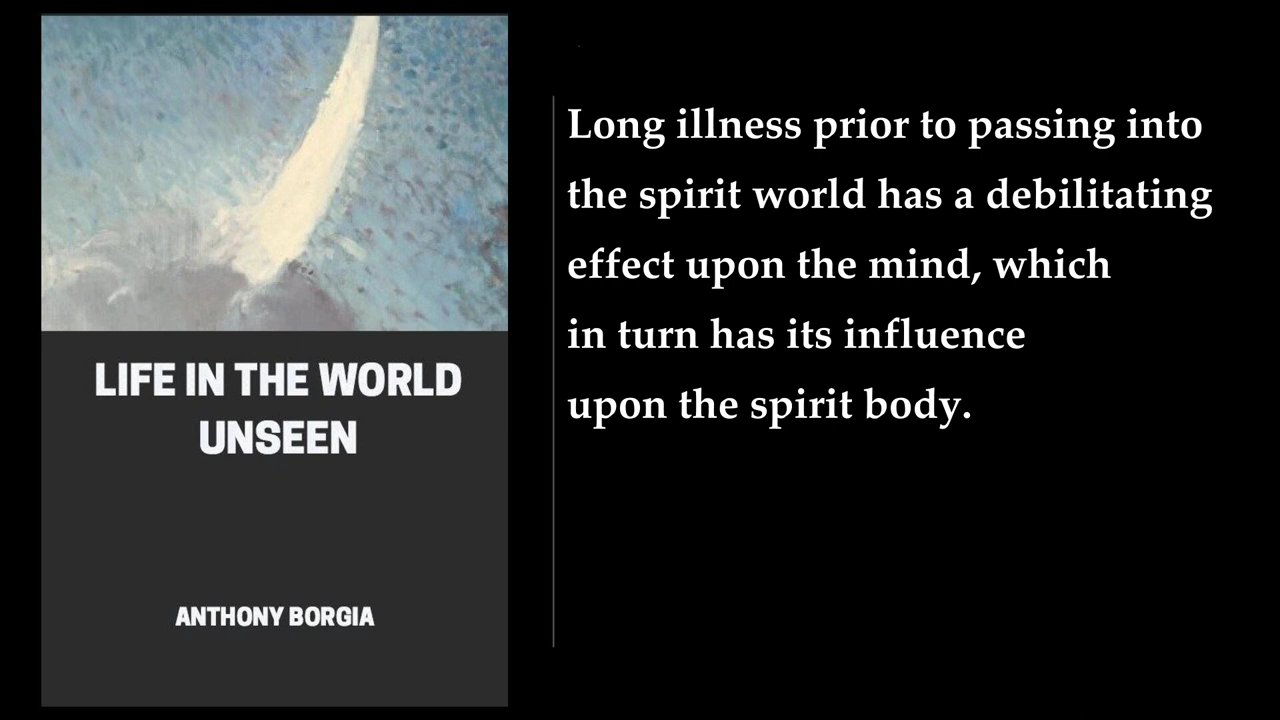 LIFE IN THE WORLD
UNSEEN
ANTHONY BORGIA
Long illness prior to passing into
the spirit world has a debilitating
effect upon the mind, which
in turn has its influence
upon the spirit body.